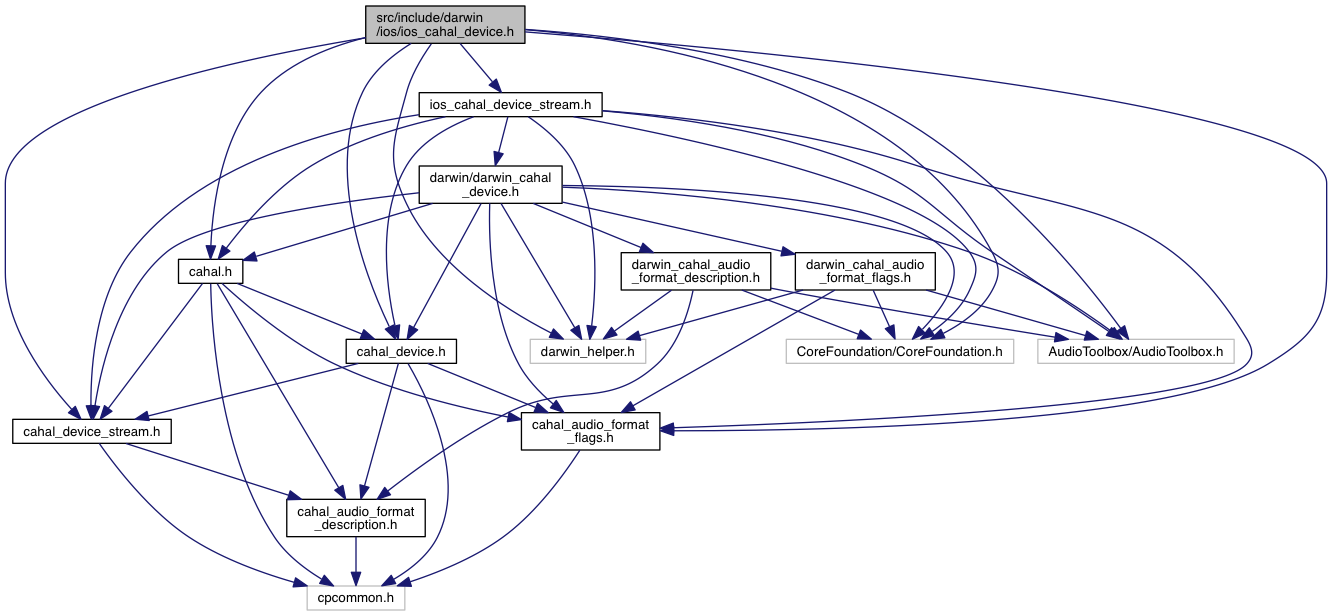 src/include/darwin
/ios/ios_cahal_device.h
ios_cahal_device_stream.h
darwin/darwin_cahal
_device.h
cahal.h
darwin_cahal_audio
_format_description.h
darwin_cahal_audio
_format_flags.h
cahal_device.h
darwin_helper.h
CoreFoundation/CoreFoundation.h
AudioToolbox/AudioToolbox.h
cahal_device_stream.h
cahal_audio_format
_flags.h
cahal_audio_format
_description.h
cpcommon.h